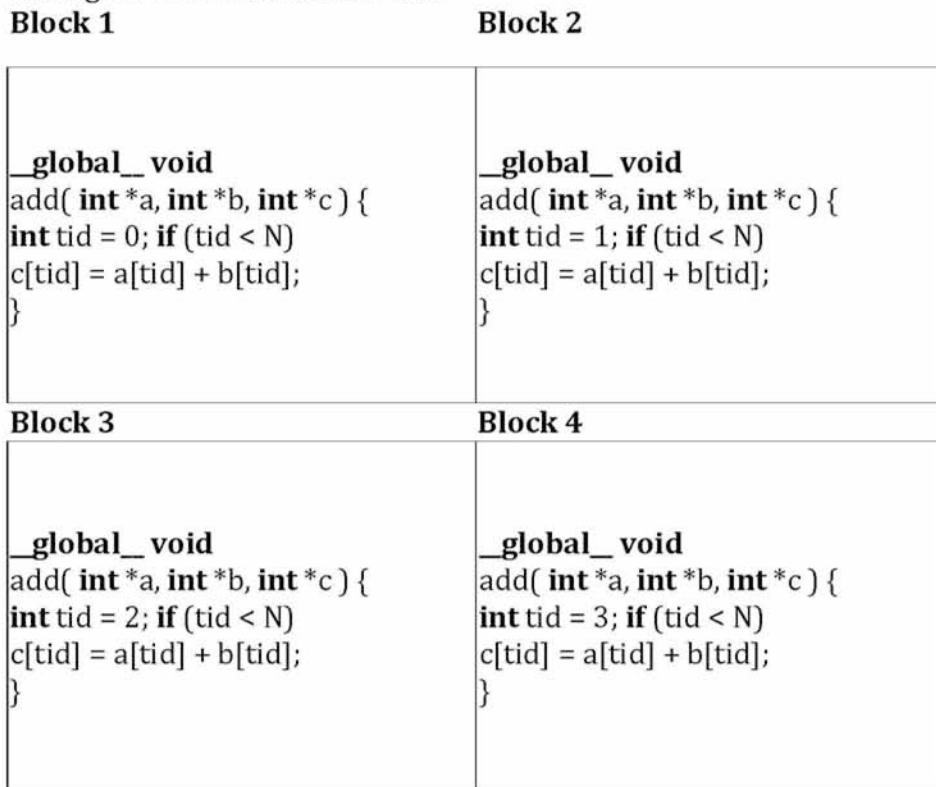 Block 1
Block 2
__global__ void
add( int *a, int *b, int *c ) {
int tid = 0; if (tid < N)
c[tid] = a[tid] + b[tid];
}
__global__ void
add( int *a, int *b, int *c ) {
int tid = 1; if (tid < N)
c[tid] = a[tid] + b[tid];
}
Block 3
Block 4
__global__ void
add( int *a, int *b, int *c ) {
int tid = 2; if (tid < N)
c[tid] = a[tid] + b[tid];
}
__global__ void
add( int *a, int *b, int *c ) {
int tid = 3; if (tid < N)
c[tid] = a[tid] + b[tid];
}